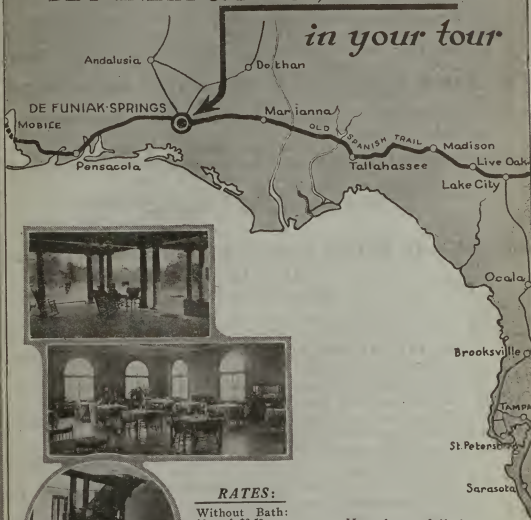 in your tour
Andalusia
Dothan
DE FUNIAK-SPRINGS
MOBILE
Marianna
OLD SPANISH TRAIL
Madison
Pensacola
Tallahassee
Live Oak
Lake City
Ocala
Brooksville
TAMPA
St. Peters
Sarasota
RATES:
Without Bath: